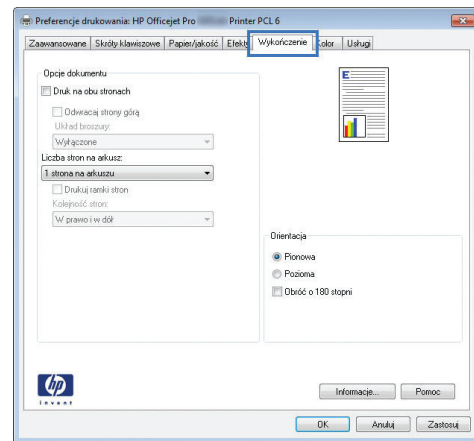 Preferencje drukowania: HP Officejet Pro Printer PCL 6
Zaawansowane Skróty klawiszowe Papier/jakość Efekty Wykończenie Kolor Usługi
Opcje dokumentu
Druk na obu stronach
Odwracaj strony górą
Układ broszury:
Wyłączone
Liczba stron na arkusz:
1 strona na arkuszu
Drukuj ramki stron
Kolejność stron:
W prawo i w dół
E
Orientacja
Pionowa
Pozioma
Obróć o 180 stopni
hp
invent
Informacje... Pomoc
OK Anuluj Zastosuj